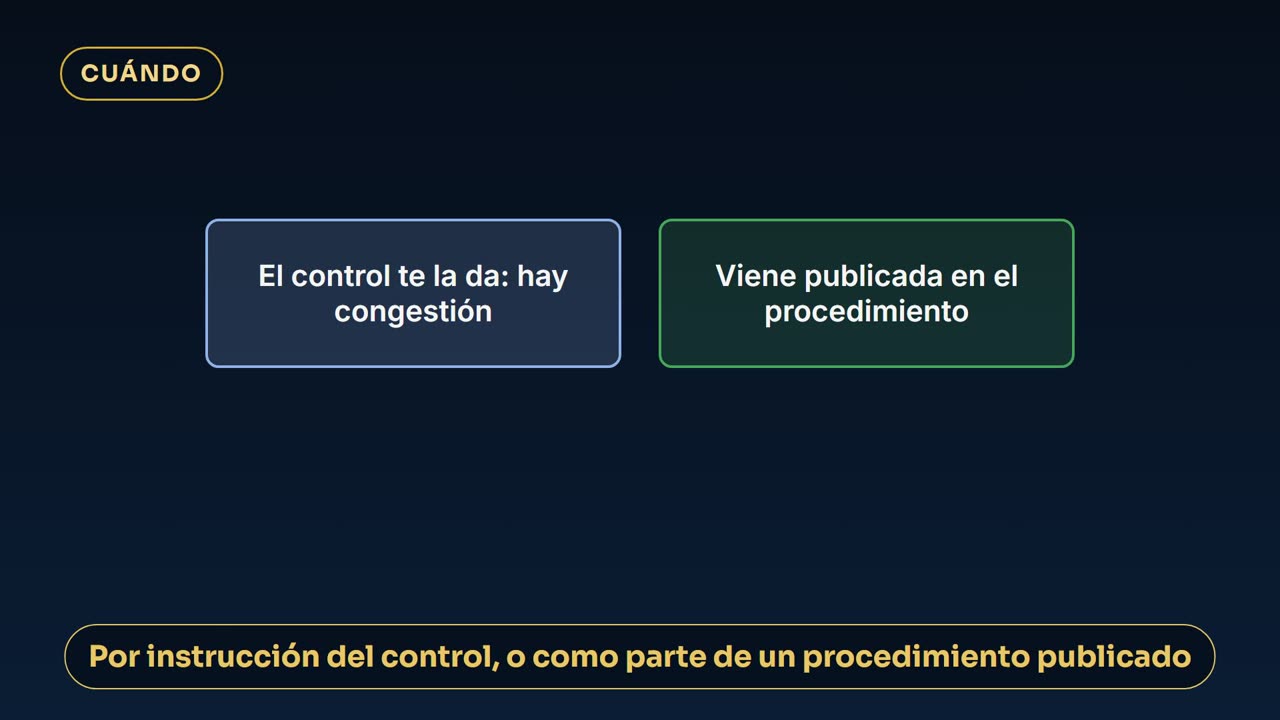 CUÁNDO
El control te la da: hay
congestión
Viene publicada en el
procedimiento
Por instrucción del control, o como parte de un procedimiento publicado